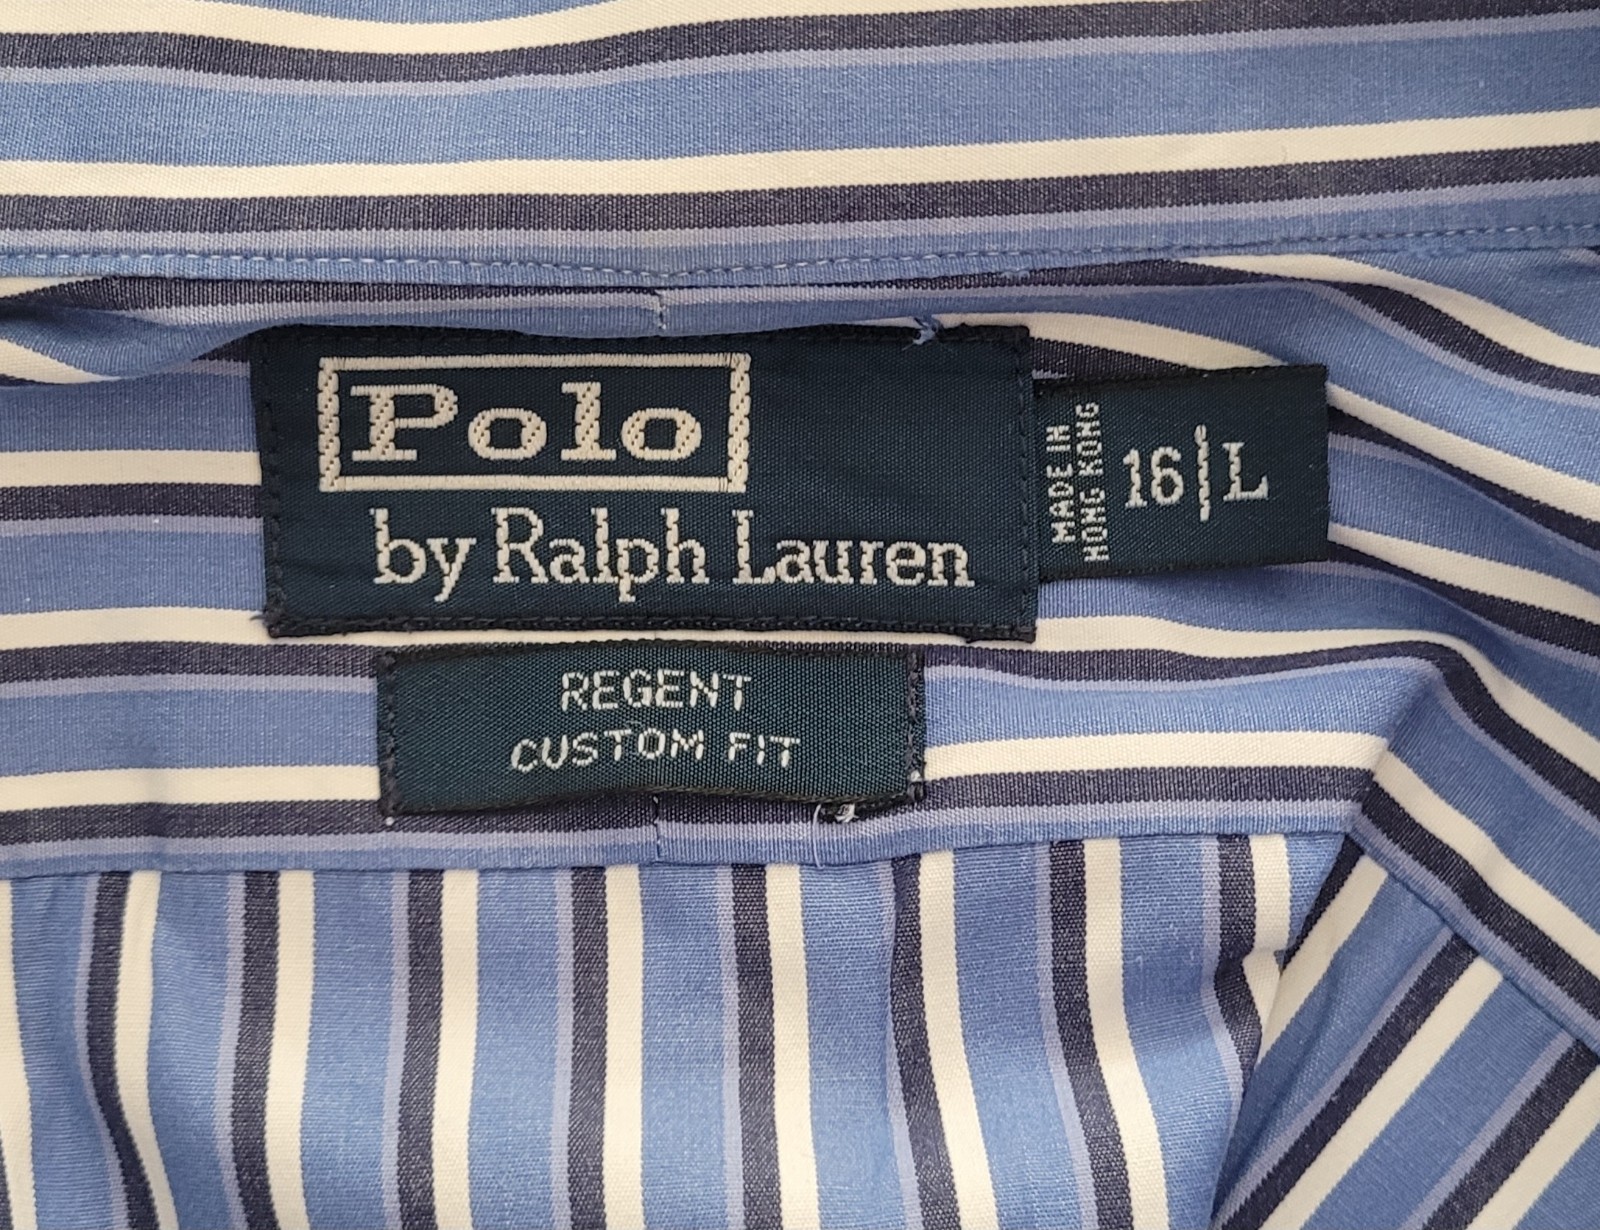 Polo
by Ralph Lauren
MADE IN
HONG KONG
16|L
REGENT
CUSTOM FIT